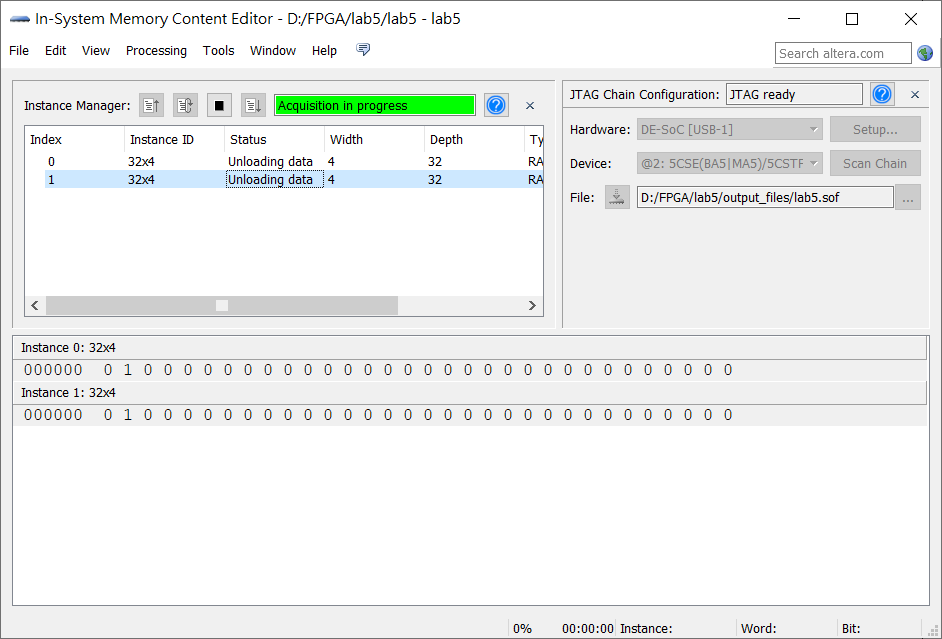 In-System Memory Content Editor - D:/FPGA/lab5/lab5 - lab5
File Edit View Processing Tools Window Help
Search altera.com
Instance Manager: Acquisition in progress
Index Instance ID Status Width Depth Ty
0 32x4 Unloading data 4 32 RA
1 32x4 Unloading data 4 32 RA
JTAG Chain Configuration: JTAG ready
Hardware: DE-SoC [USB-1] Setup...
Device: @2: 5CSE(BA5|MA5)/5CSTF Scan Chain
File: D:/FPGA/lab5/output_files/lab5.sof ...
Instance 0: 32x4
000000 0 1 0 0 0 0 0 0 0 0 0 0 0 0 0 0 0 0 0 0 0 0 0 0 0 0 0 0 0 0 0 0
Instance 1: 32x4
000000 0 1 0 0 0 0 0 0 0 0 0 0 0 0 0 0 0 0 0 0 0 0 0 0 0 0 0 0 0 0 0 0
0% 00:00:00 Instance: Word: Bit: